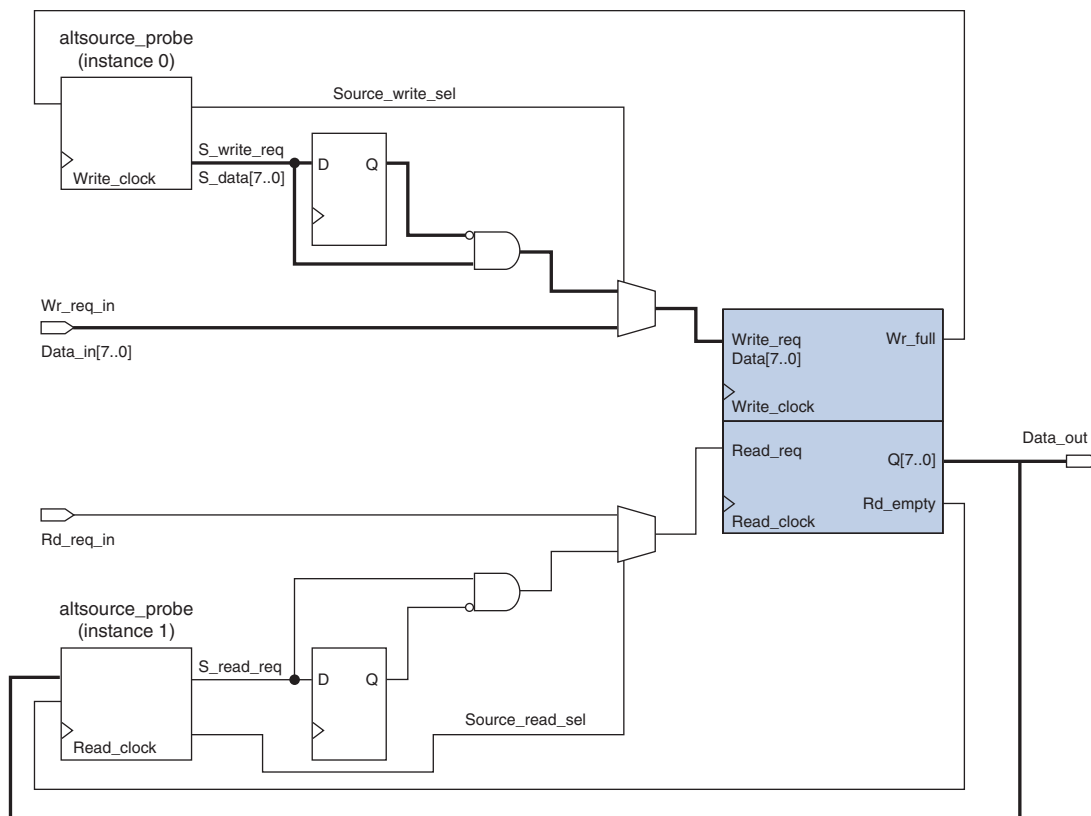 altsource_probe
(instance 0)
Source_write_sel
S_write_req
S_data[7..0]
D Q
Write_clock
Wr_req_in
Data_in[7..0]
Write_req
Data[7..0]
Wr_full
Write_clock
Read_req
Q[7..0]
Data_out
Rd_empty
Read_clock
Rd_req_in
altsource_probe
(instance 1)
S_read_req
D Q
Source_read_sel
Read_clock